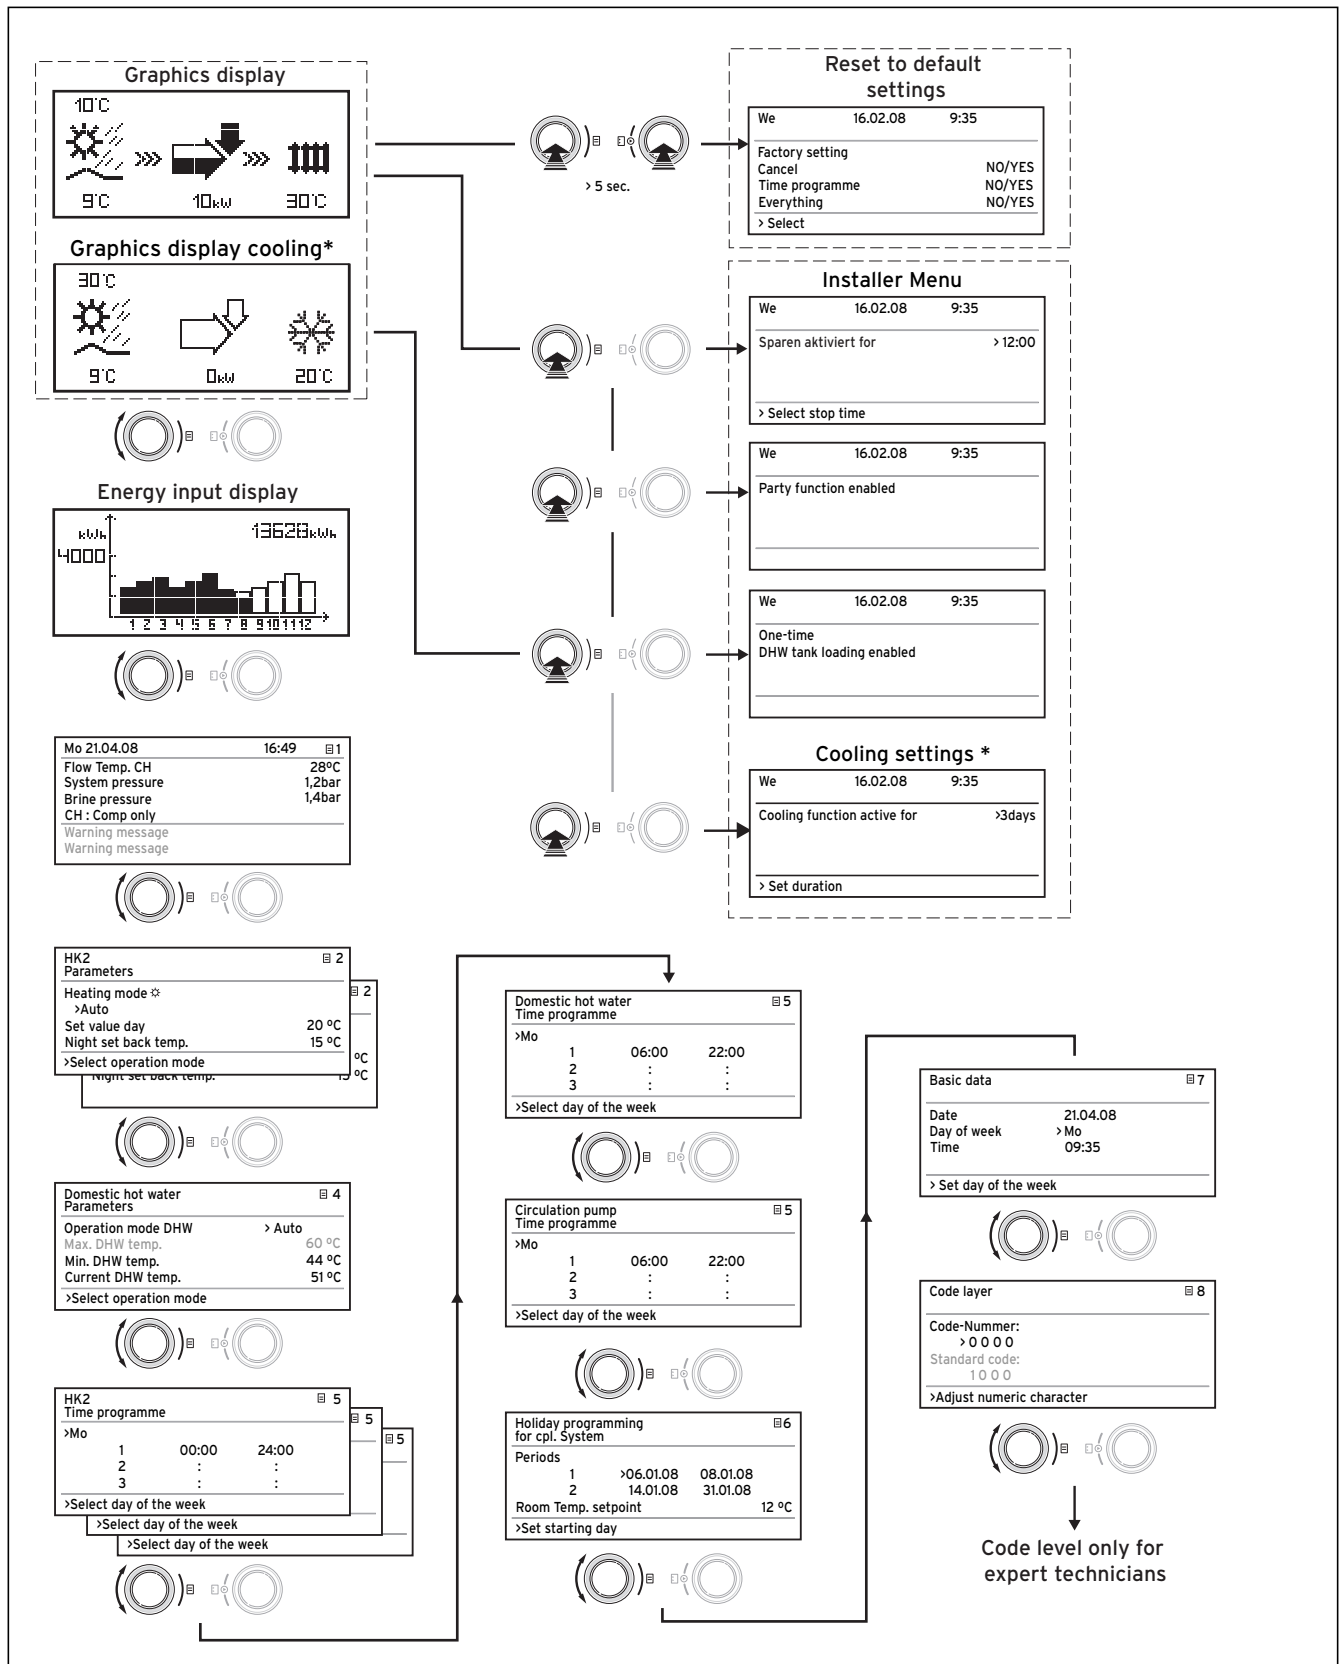 Graphics display
10°C
9°C 10kW 30°C
Graphics display cooling*
30°C
9°C 0kW 20°C
Energy input display
kWh 13628kWh
4000
1 2 3 4 5 6 7 8 9 10 11 12
Mo 21.04.08 16:49 1
Flow Temp. CH 28ºC
System pressure 1,2bar
Brine pressure 1,4bar
CH : Comp only
Warning message
Warning message
HK2 2
Parameters
Heating mode
>Auto
Set value day 20 ºC
Night set back temp. 15 ºC
>Select operation mode
2
ºC
Night set back temp. 15 ºC
Domestic hot water 4
Parameters
Operation mode DHW > Auto
Max. DHW temp. 60 ºC
Min. DHW temp. 44 ºC
Current DHW temp. 51 ºC
>Select operation mode
HK2 5
Time programme
>Mo
1 00:00 24:00
2 : :
3 : :
>Select day of the week
5
>Select day of the week
5
>Select day of the week
> 5 sec.
Reset to default
settings
We 16.02.08 9:35
Factory setting
Cancel NO/YES
Time programme NO/YES
Everything NO/YES
> Select
Installer Menu
We 16.02.08 9:35
Sparen aktiviert for > 12:00
> Select stop time
We 16.02.08 9:35
Party function enabled
We 16.02.08 9:35
One-time
DHW tank loading enabled
Cooling settings *
We 16.02.08 9:35
Cooling function active for >3days
> Set duration
Domestic hot water 5
Time programme
>Mo
1 06:00 22:00
2 : :
3 : :
>Select day of the week
Circulation pump 5
Time programme
>Mo
1 06:00 22:00
2 : :
3 : :
>Select day of the week
Holiday programming 6
for cpl. System
Periods
1 >06.01.08 08.01.08
2 14.01.08 31.01.08
Room Temp. setpoint 12 ºC
>Set starting day
Basic data 7
Date 21.04.08
Day of week > Mo
Time 09:35
> Set day of the week
Code layer 8
Code-Nummer:
> 0 0 0 0
Standard code:
1 0 0 0
>Adjust numeric character
Code level only for
expert technicians